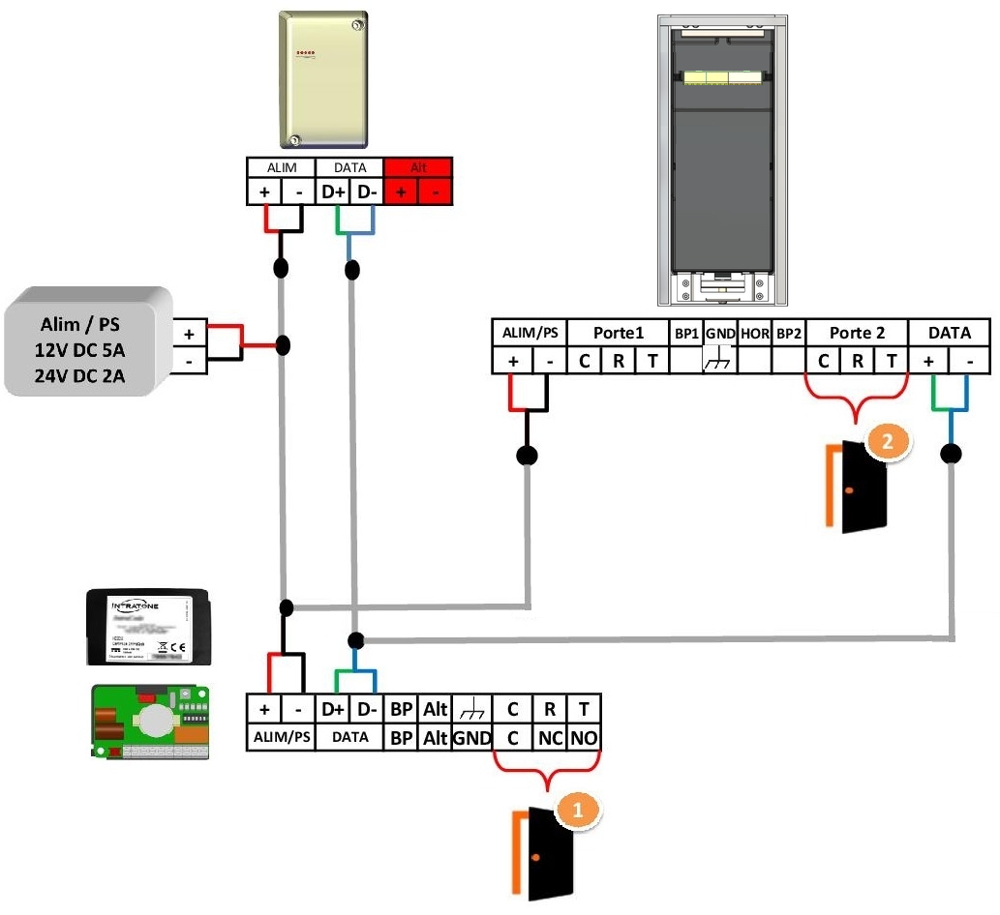 ALIM DATA Alt
+ - D+ D- + -
Alim / PS
12V DC 5A
24V DC 2A
+
-
ALIM/PS Porte1 BP1 GND HOR BP2 Porte 2 DATA
+ - C R T C R T + -
2
INTRATONE
+ - D+ D- BP Alt C R T
ALIM/PS DATA BP Alt GND C NC NO
1